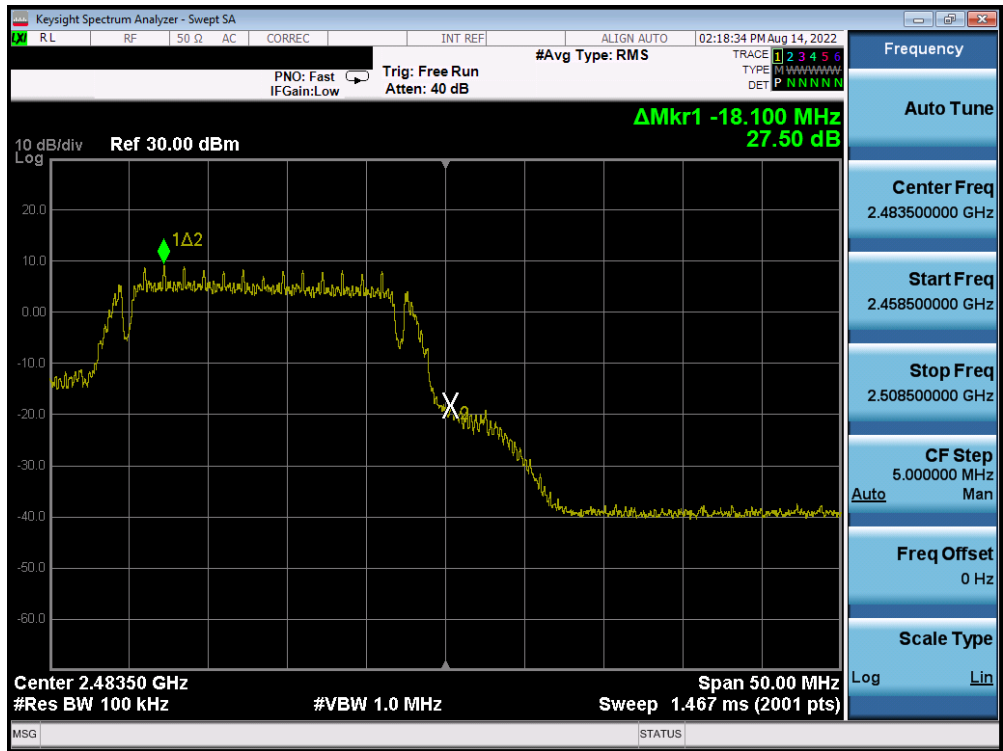 Keysight Spectrum Analyzer - Swept SA
LXI RL RF 50 Ω AC CORREC INT REF ALIGN AUTO 02:18:34 PM Aug 14, 2022
PNO: Fast
IFGain:Low
Trig: Free Run
Atten: 40 dB
#Avg Type: RMS
TRACE 1 2 3 4 5 6
TYPE M W W W W W
DET P N N N N N
ΔMkr1 -18.100 MHz
27.50 dB
10 dB/div
Log
Ref 30.00 dBm
20.0
10.0
0.00
-10.0
-20.0
-30.0
-40.0
-50.0
-60.0
1Δ2
X2
Center 2.48350 GHz
#Res BW 100 kHz
#VBW 1.0 MHz
Span 50.00 MHz
Sweep 1.467 ms (2001 pts)
MSG
STATUS
Frequency
Auto Tune
Center Freq
2.483500000 GHz
Start Freq
2.458500000 GHz
Stop Freq
2.508500000 GHz
CF Step
5.000000 MHz
Auto Man
Freq Offset
0 Hz
Scale Type
Log Lin